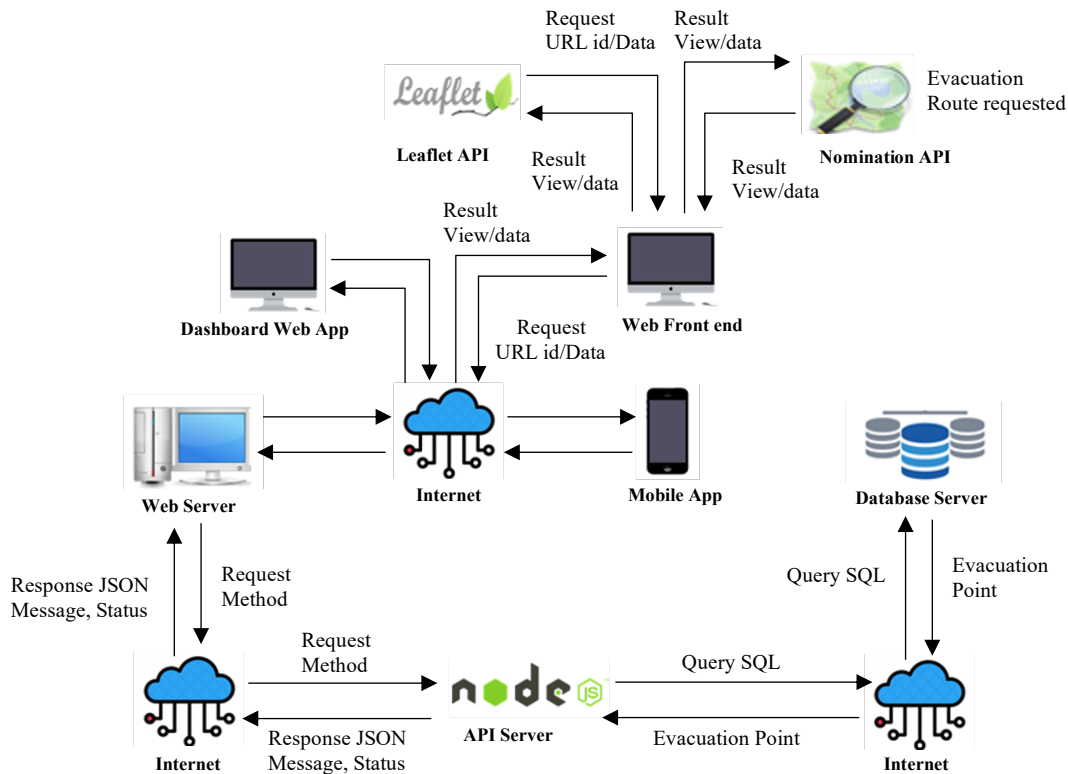 Request
URL id/Data
Result
View/data
Leaflet
Evacuation
Route requested
Leaflet API
Nomination API
Result
View/data
Result
View/data
Result
View/data
Dashboard Web App
Web Front end
Request
URL id/Data
Internet
Mobile App
Web Server
Database Server
Response JSON
Message, Status
Request
Method
Query SQL
Evacuation
Point
Request
Method
node
JS
Query SQL
API Server
Response JSON
Message, Status
Evacuation Point
Internet
Internet